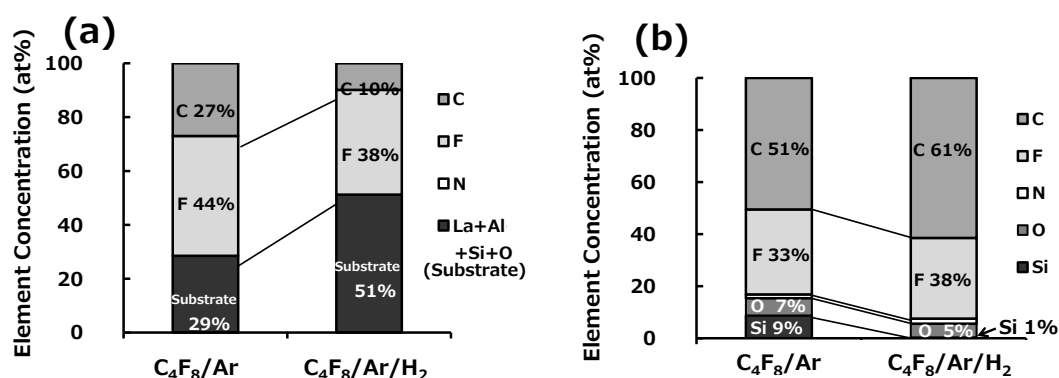 (a)
Element Concentration (at%)
100
80
60
40
20
0
C 27%
F 44%
Substrate
29%
C 10%
F 38%
Substrate
51%
C₄F₈/Ar
C₄F₈/Ar/H₂
C
F
N
La+Al
+Si+O
(Substrate)
(b)
Element Concentration (at%)
100
80
60
40
20
0
C 51%
F 33%
O 7%
Si 9%
C 61%
F 38%
O 5%
Si 1%
C₄F₈/Ar
C₄F₈/Ar/H₂
C
F
N
O
Si